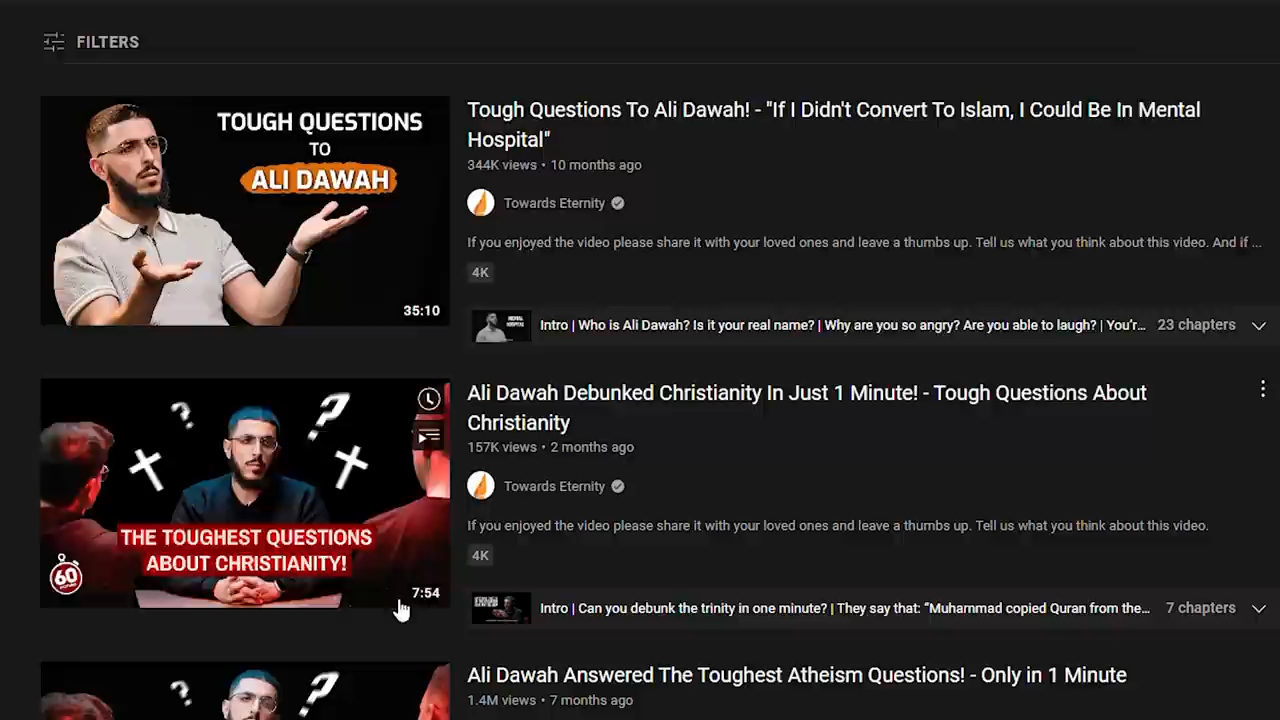 FILTERS
TOUGH QUESTIONS
TO
ALI DAWAH
35:10
Tough Questions To Ali Dawah! - "If I Didn't Convert To Islam, I Could Be In Mental
Hospital"
344K views • 10 months ago
Towards Eternity
If you enjoyed the video please share it with your loved ones and leave a thumbs up. Tell us what you think about this video. And if ...
4K
Intro | Who is Ali Dawah? Is it your real name? | Why are you so angry? Are you able to laugh? | You'r...
23 chapters
THE TOUGHEST QUESTIONS
ABOUT CHRISTIANITY!
60
7:54
Ali Dawah Debunked Christianity In Just 1 Minute! - Tough Questions About
Christianity
157K views • 2 months ago
Towards Eternity
If you enjoyed the video please share it with your loved ones and leave a thumbs up. Tell us what you think about this video.
4K
Intro | Can you debunk the trinity in one minute? | They say that: “Muhammad copied Quran from the...
7 chapters
Ali Dawah Answered The Toughest Atheism Questions! - Only in 1 Minute
1.4M views • 7 months ago